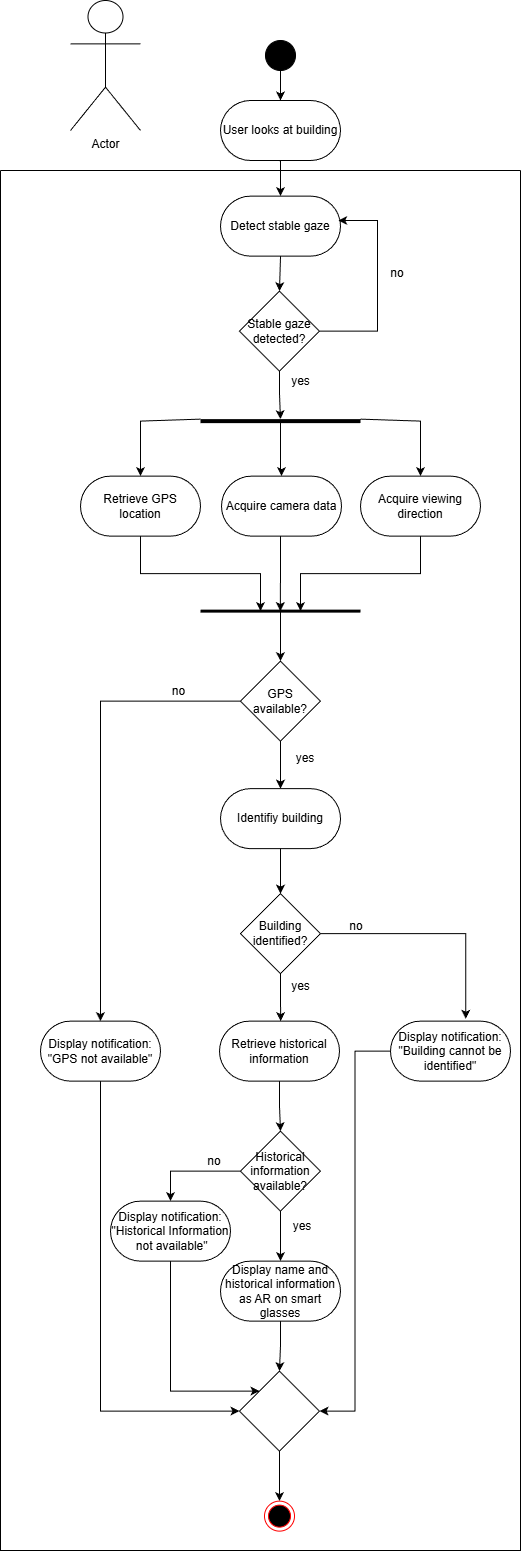 Actor
User looks at building
Detect stable gaze
no
Stable gaze
detected?
yes
Retrieve GPS
location
Acquire camera data
Acquire viewing
direction
GPS
available?
no
yes
Identifiy building
Building
identified?
no
yes
Display notification:
"GPS not available"
Retrieve historical
information
Display notification:
"Building cannot be
identified"
Historical
information
available?
no
yes
Display notification:
"Historical Information
not available"
Display name and
historical information
as AR on smart
glasses